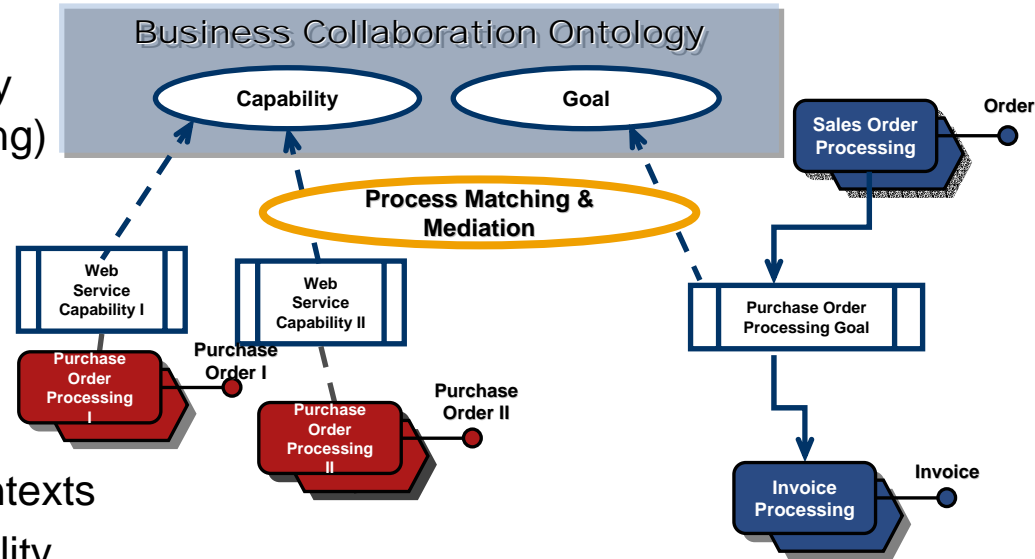 Business Collaboration Ontology
Capability
Goal
Sales Order
Processing
Order
Process Matching &
Mediation
Web
Service
Capability I
Web
Service
Capability II
Purchase Order
Processing Goal
Purchase
Order
Processing
I
Purchase
Order I
Purchase
Order
Processing
II
Purchase
Order II
Invoice
Processing
Invoice
y
ng)
ntexts
lity